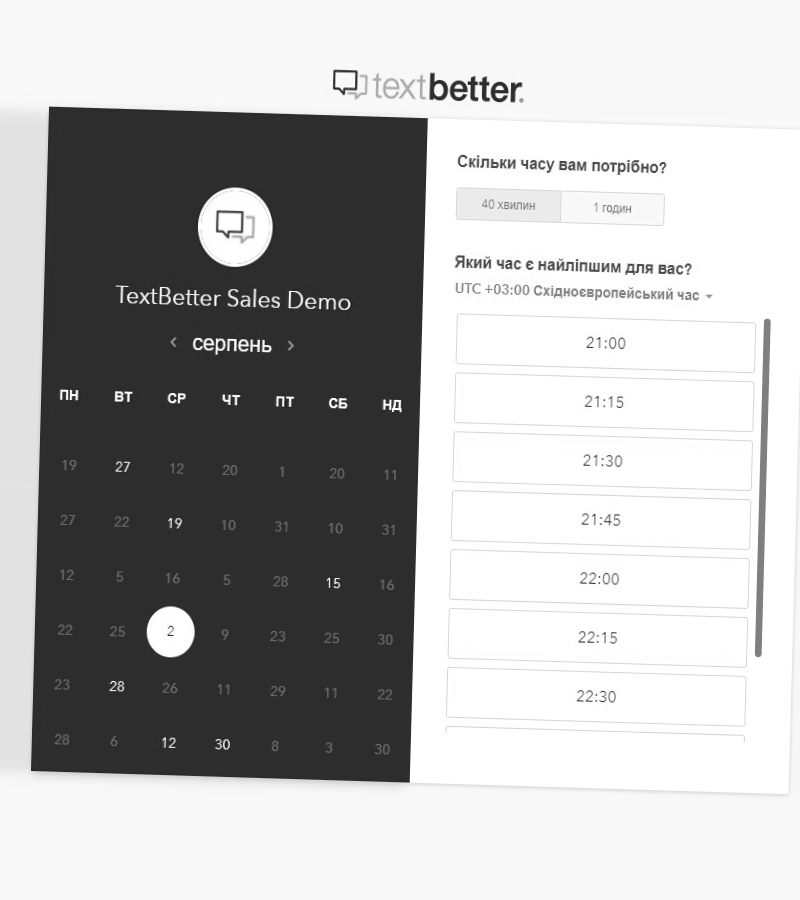 textbetter.
TextBetter Sales Demo
серпень
ПН ВТ СР ЧТ ПТ СБ НД
19 27 12 20 1 20 11
27 22 19 10 31 10 31
12 5 16 5 28 15 16
22 25 2 9 23 25 30
23 28 26 11 29 11 22
28 6 12 30 8 3 30
Скільки часу вам потрібно?
40 хвилин 1 годин
Який час є найліпшим для вас?
UTC +03:00 Східноєвропейський час
21:00
21:15
21:30
21:45
22:00
22:15
22:30